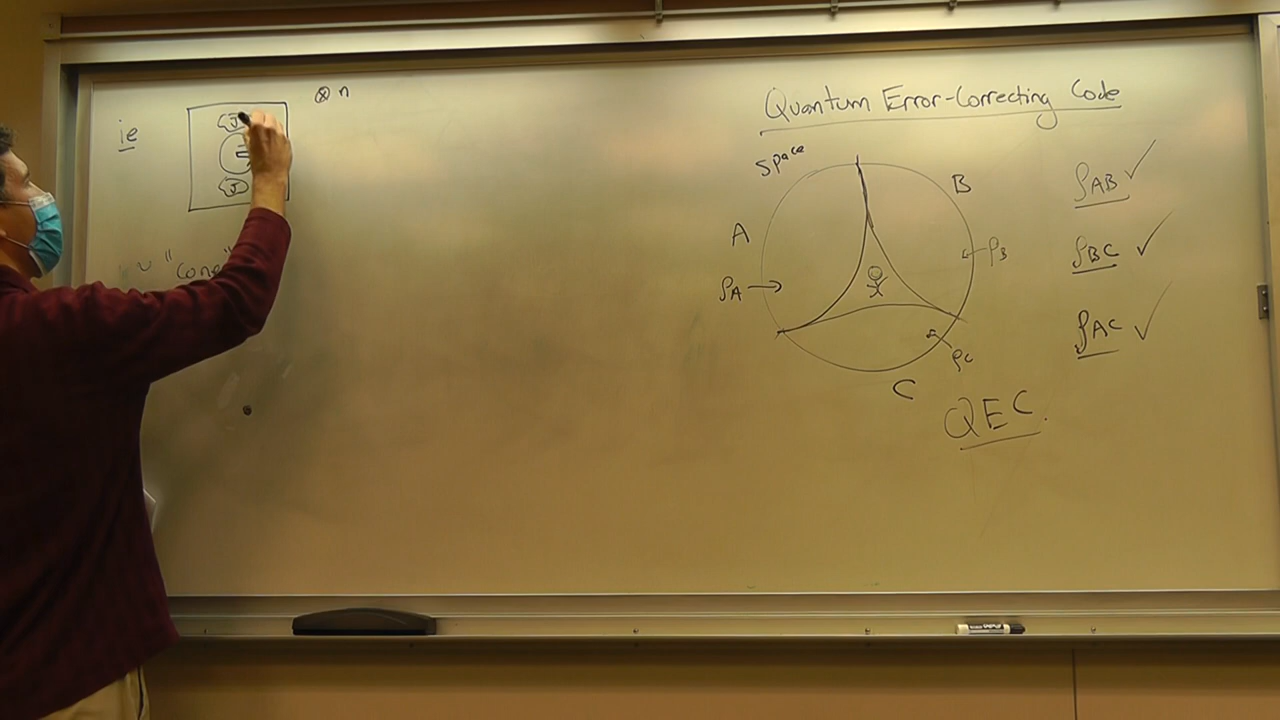 ie
⊗ n
J
J
~ "Cone"
Quantum Error-Correcting Code
Space
A
B
ρA →
← ρB
ρC
C
ρAB ✓
ρBC ✓
ρAC ✓
QEC.